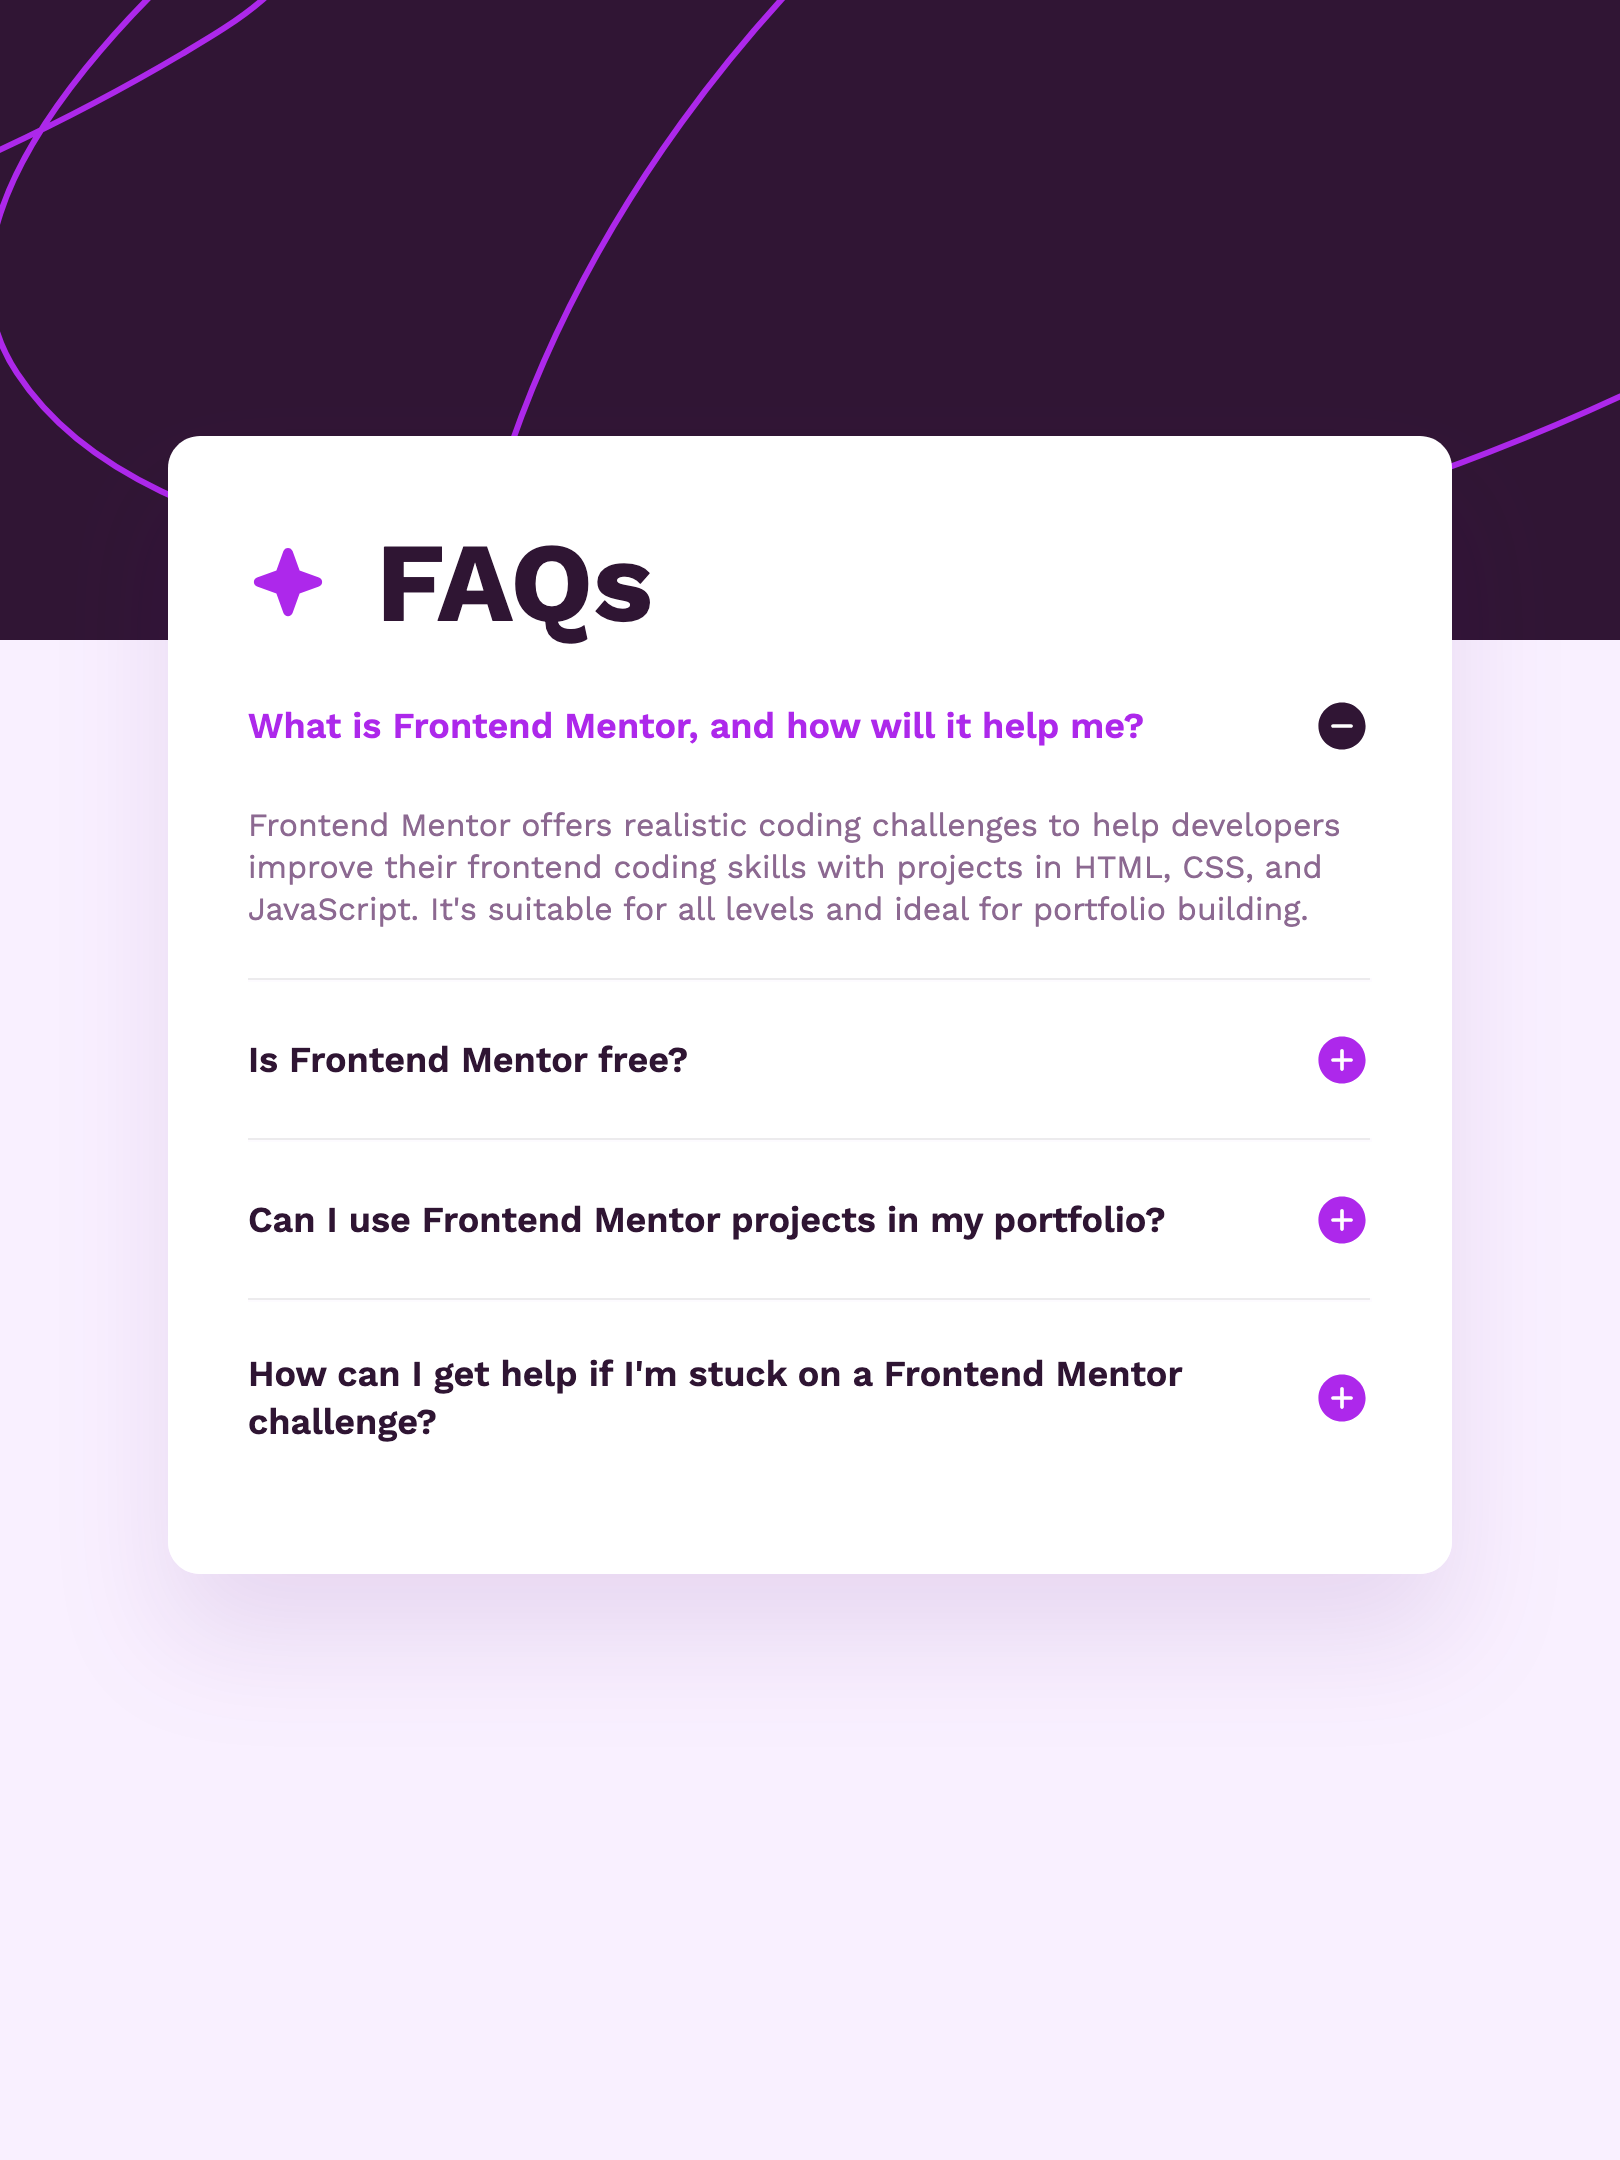 FAQs
What is Frontend Mentor, and how will it help me?
Frontend Mentor offers realistic coding challenges to help developers
improve their frontend coding skills with projects in HTML, CSS, and
JavaScript. It's suitable for all levels and ideal for portfolio building.
Is Frontend Mentor free?
Can I use Frontend Mentor projects in my portfolio?
How can I get help if I'm stuck on a Frontend Mentor
challenge?